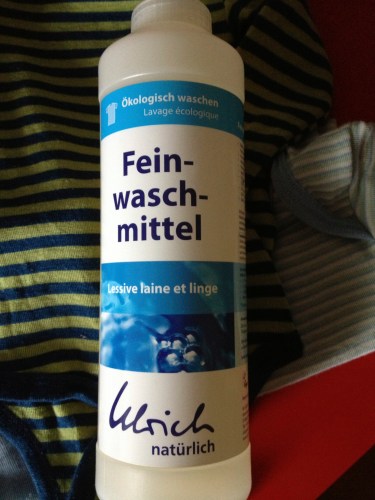 Ökologisch waschen
Lavage écologique
Fein-
wasch-
mittel
Lessive laine et linge
Ulrich
natürlich